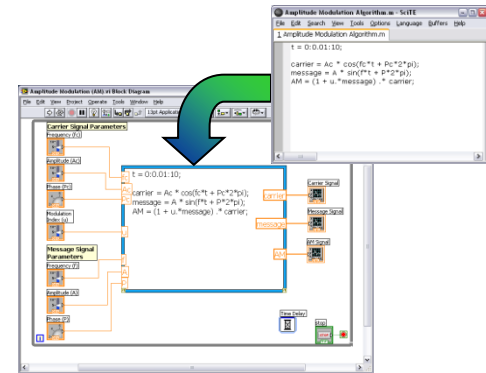 Amplitude Modulation Algorithm.m - SciTE
File Edit Search View Tools Options Language Buffers Help
1 Amplitude Modulation Algorithm.m
t = 0:0.01:10;
carrier = Ac * cos(fc*t + Pc*2*pi);
message = A * sin(f*t + P*2*pi);
AM = (1 + u.*message) .* carrier;
Amplitude Modulation (AM).vi Block Diagram
File Edit View Project Operate Tools Window Help
13pt Application
Carrier Signal Parameters
Frequency (Fc)
Amplitude (Ac)
Phase (Pc)
Modulation
Index (u)
Message Signal
Parameters
Frequency (F)
Amplitude (A)
Phase (P)
t = 0:0.01:10;
carrier = Ac * cos(fc*t + Pc*2*pi);
message = A * sin(f*t + P*2*pi);
AM = (1 + u.*message) .* carrier;
carrier
message
AM
Carrier Signal
Message Signal
AM Signal
Time Delay
stop
i